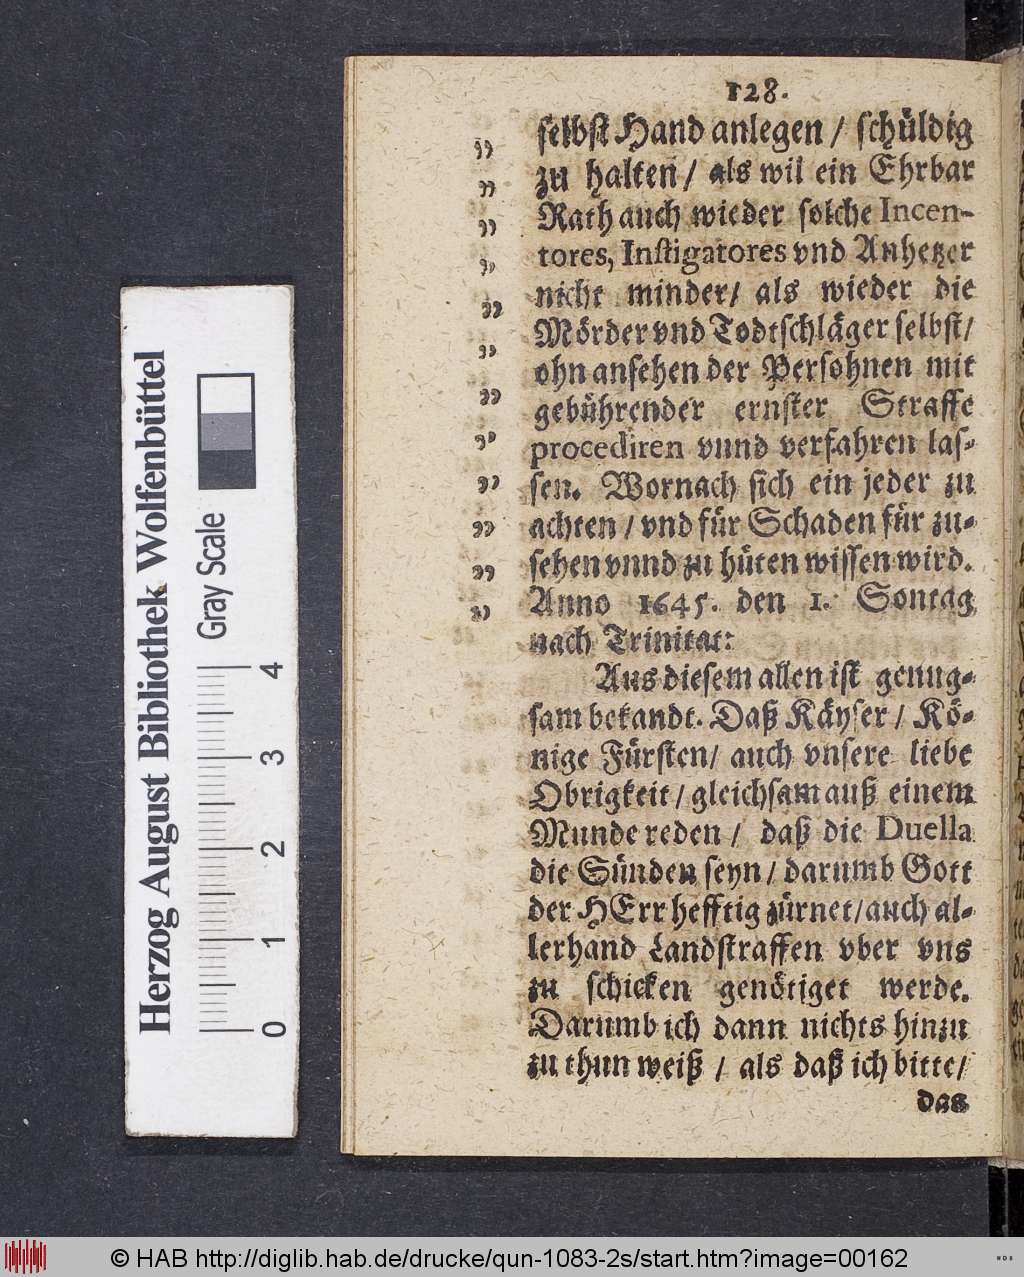 128.
selbst Hand anlegen / schüldig
zu halten / als wil ein Ehrbar
Rath auch wieder solche Incen-
tores, Instigatores vnd Anhetzer
nicht minder / als wieder die
Mörder vnd Todtschläger selbst /
ohn ansehen der Persohnen mit
gebührender ernster Straffe
procediren vnnd verfahren las-
sen. Wornach sich ein jeder zu
achten / vnd für Schaden für zu-
sehen vnnd zu hüten wissen wird.
Anno 1645. den 1. Sontag
nach Trinitat:
Aus diesem allen ist genug-
sam bekandt. Daß Käyser / Kö-
nige Fürsten / auch vnsere liebe
Obrigkeit / gleichsam auß einem
Munde reden / daß die Duella
die Sünden seyn / darumb Gott
der HErr hefftig zürnet / auch al-
lerhand Landstraffen vber vns
zu schicken genötiget werde.
Darumb ich dann nichts hinzu
zu thun weiß / als daß ich bitte /
das
Herzog August Bibliothek Wolfenbüttel
Gray Scale
0 1 2 3 4
© HAB http://diglib.hab.de/drucke/qun-1083-2s/start.htm?image=00162